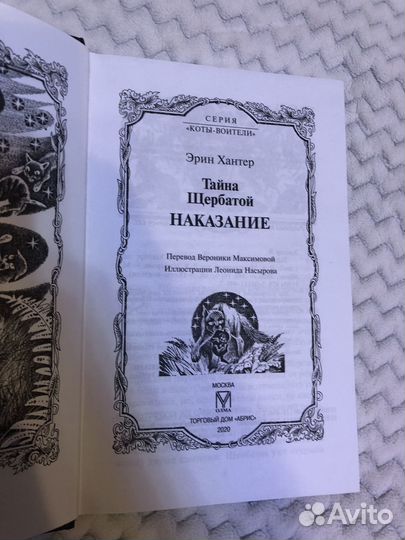 СЕРИЯ
«КОТЫ-ВОИТЕЛИ»
Эрин Хантер
Тайна
Щербатой
НАКАЗАНИЕ
Перевод Вероники Максимовой
Иллюстрации Леонида Насырова
МОСКВА
ОЛМА
ТОРГОВЫЙ ДОМ «АБРИС»
2020
Avito